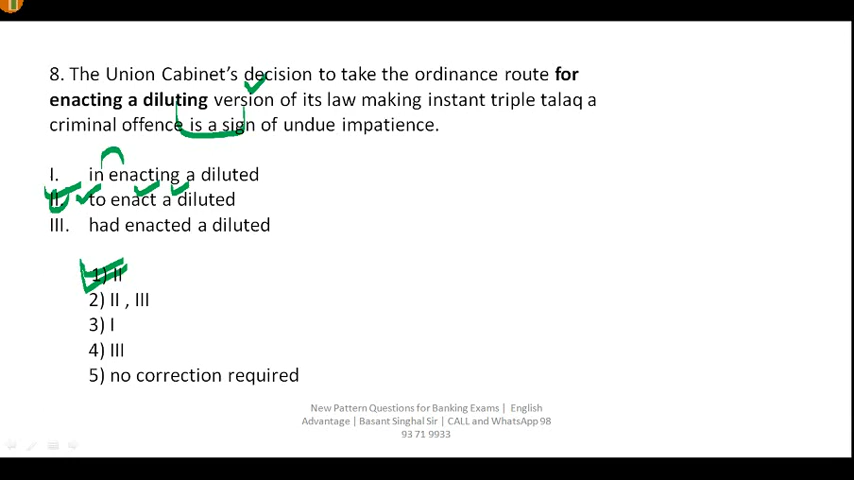 8. The Union Cabinet's decision to take the ordinance route for
enacting a diluting version of its law making instant triple talaq a
criminal offence is a sign of undue impatience.
I. in enacting a diluted
II. to enact a diluted
III. had enacted a diluted
1) II
2) II , III
3) I
4) III
5) no correction required
New Pattern Questions for Banking Exams | English
Advantage | Basant Singhal Sir | CALL and WhatsApp 98
93 71 9933